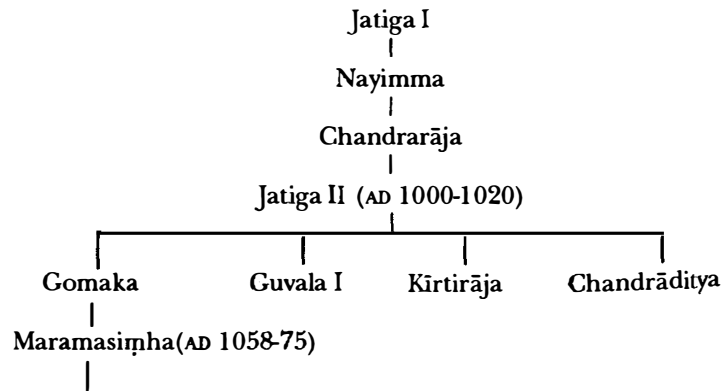 Jatiga I
Nayimma
Chandrarāja
Jatiga II (AD 1000-1020)
Gomaka Guvala I Kīrtirāja Chandrāditya
Maramasiṃha(AD 1058-75)